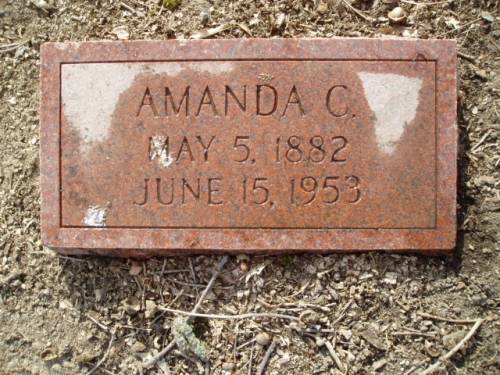 AMANDA C.
MAY 5, 1882
JUNE 15, 1953